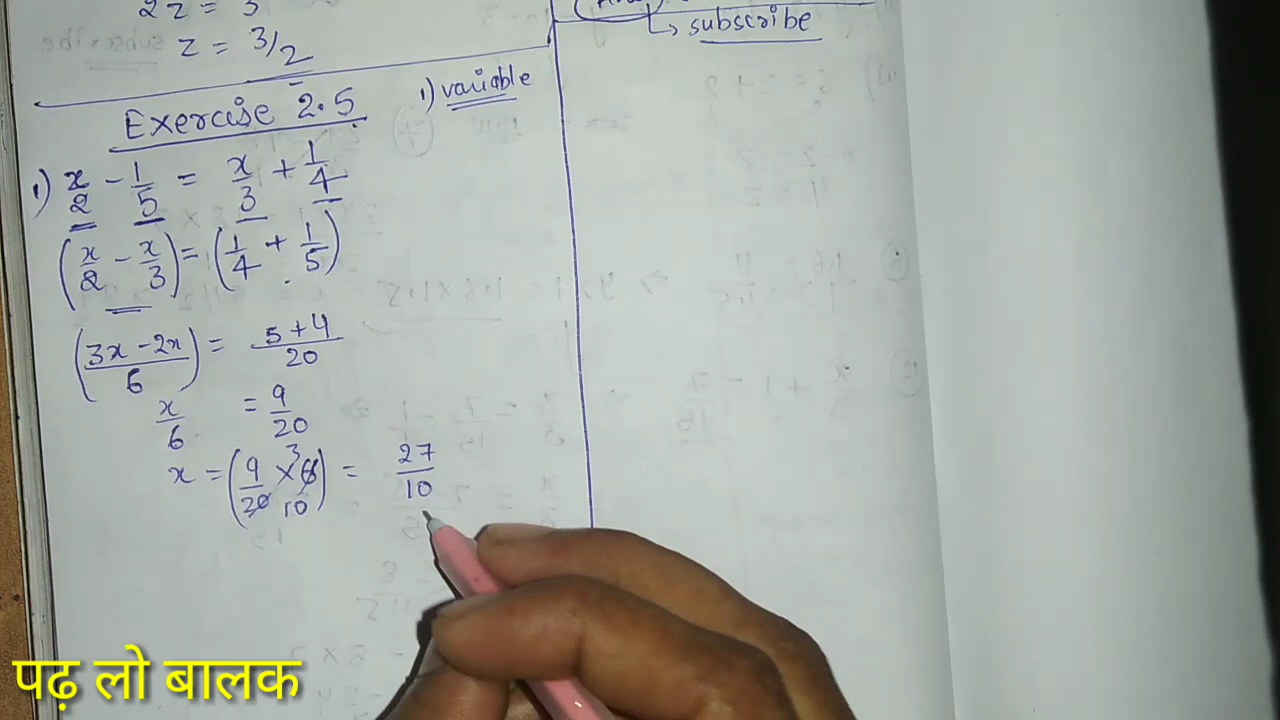 2z = 3
z = 3/2
↳ subscribe
1) variable
Exercise 2.5
1) x/2 - 1/5 = x/3 + 1/4
(x/2 - x/3) = (1/4 + 1/5)
(3x - 2x / 6) = 5 + 4 / 20
x/6 = 9/20
x = (9/20 × 6) = 27/10
3
10
पढ़ लो बालक